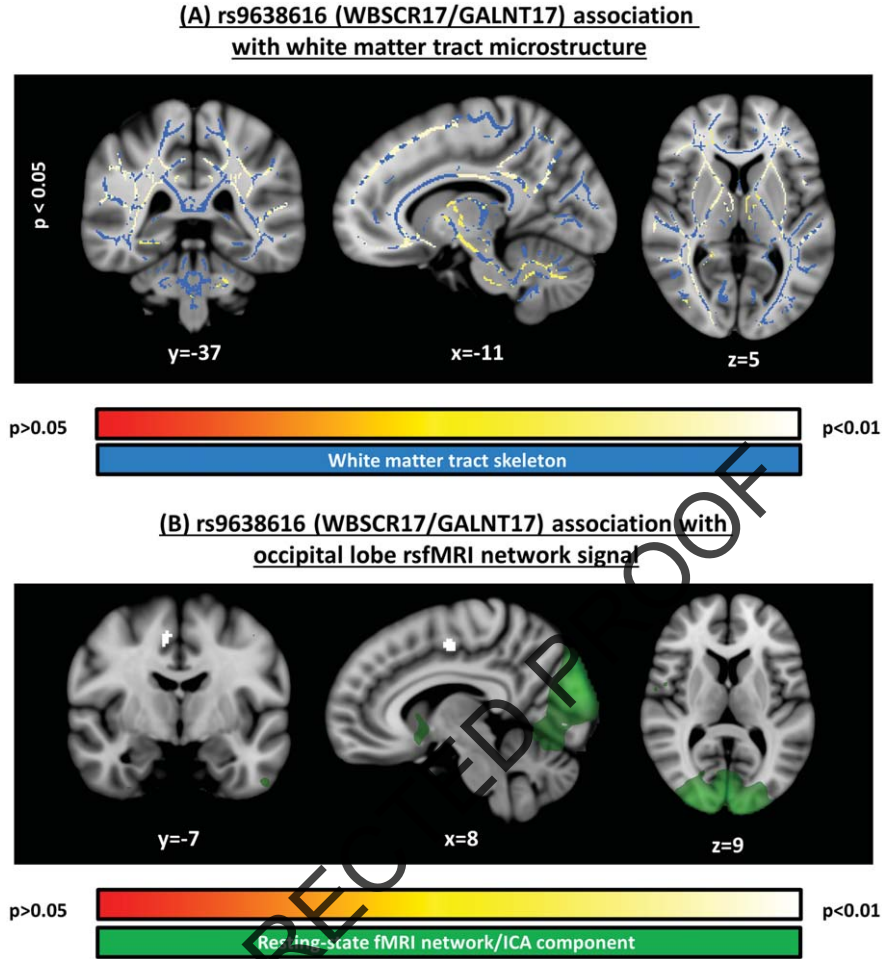 (A) rs9638616 (WBSCR17/GALNT17) association
with white matter tract microstructure
p < 0.05
y=-37
x=-11
z=5
p>0.05
p<0.01
White matter tract skeleton
(B) rs9638616 (WBSCR17/GALNT17) association with
occipital lobe rsfMRI network signal
y=-7
x=8
z=9
p>0.05
p<0.01
Resting-state fMRI network/ICA component
RECTED PROOF